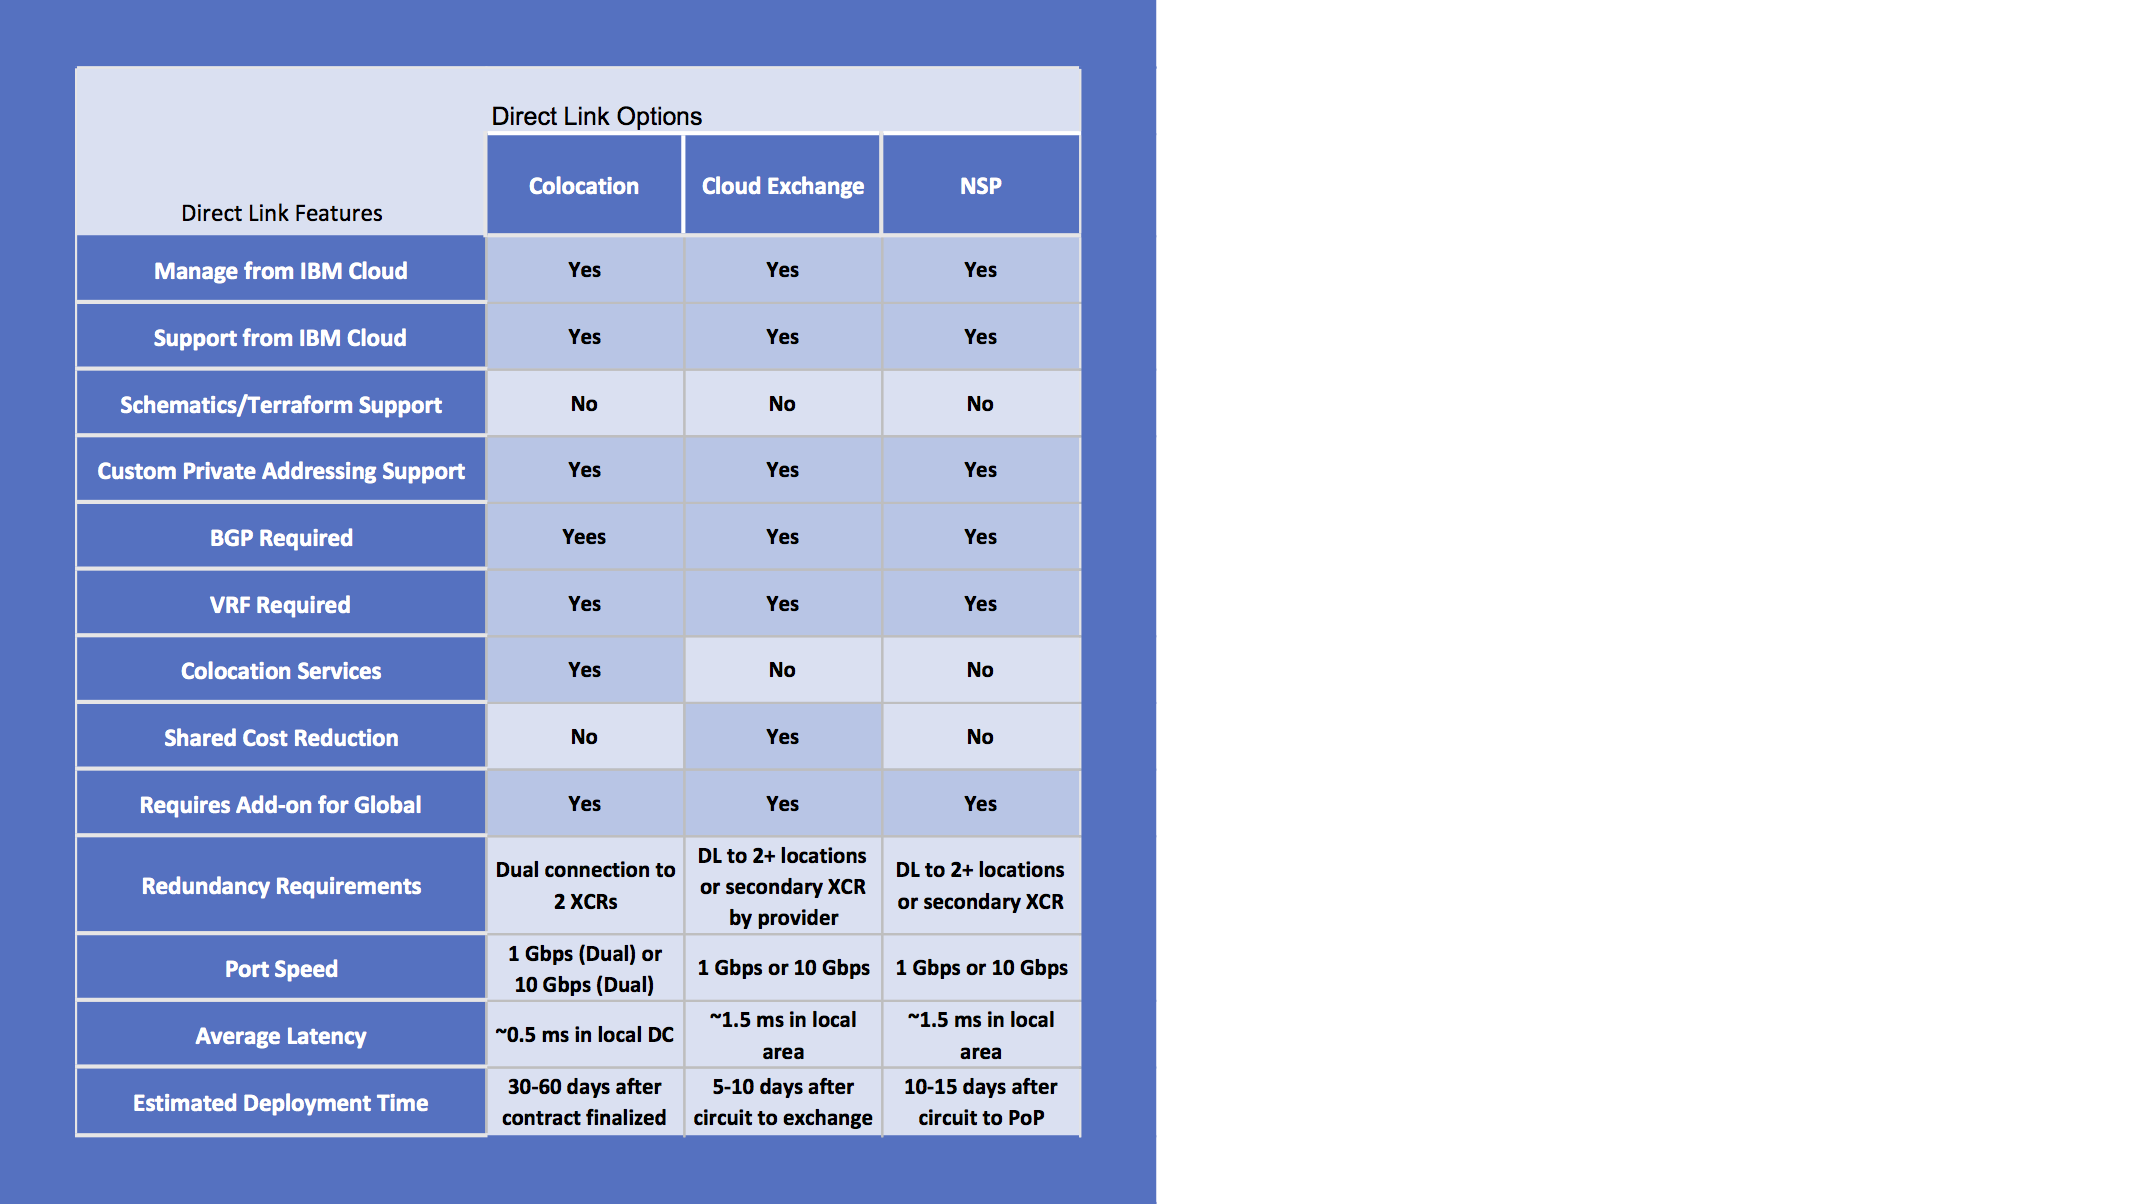 Direct Link Options
Direct Link Features
Colocation
Cloud Exchange
NSP
Manage from IBM Cloud
Yes
Yes
Yes
Support from IBM Cloud
Yes
Yes
Yes
Schematics/Terraform Support
No
No
No
Custom Private Addressing Support
Yes
Yes
Yes
BGP Required
Yees
Yes
Yes
VRF Required
Yes
Yes
Yes
Colocation Services
Yes
No
No
Shared Cost Reduction
No
Yes
No
Requires Add-on for Global
Yes
Yes
Yes
Redundancy Requirements
Dual connection to
2 XCRs
DL to 2+ locations
or secondary XCR
by provider
DL to 2+ locations
or secondary XCR
Port Speed
1 Gbps (Dual) or
10 Gbps (Dual)
1 Gbps or 10 Gbps
1 Gbps or 10 Gbps
Average Latency
~0.5 ms in local DC
~1.5 ms in local
area
~1.5 ms in local
area
Estimated Deployment Time
30-60 days after
contract finalized
5-10 days after
circuit to exchange
10-15 days after
circuit to PoP